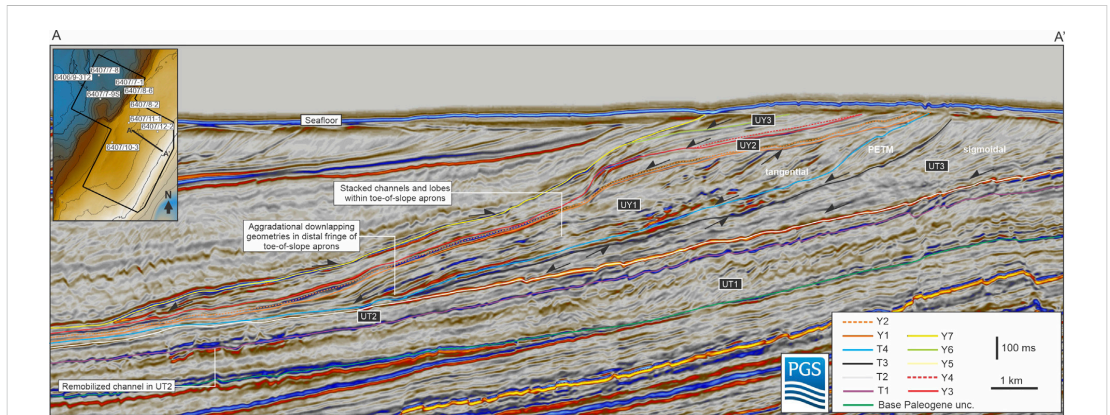 A
A'
6407/7-8
6406/9-3T2
6407/7-1
6407/8-6
6407/7-9S
6407/8-2
6407/11-1
6407/12-2
A
A'
6407/10-3
N
Seafloor
UY3
UY2
PETM
sigmoidal
tangential
UT3
Stacked channels and lobes
within toe-of-slope aprons
UY1
Aggradational downlapping
geometries in distal fringe of
toe-of-slope aprons
UT1
UT2
Remobilized channel in UT2
PGS
Y2
Y1
Y7
T4
Y6
T3
Y5
T2
Y4
T1
Y3
Base Paleogene unc.
100 ms
1 km